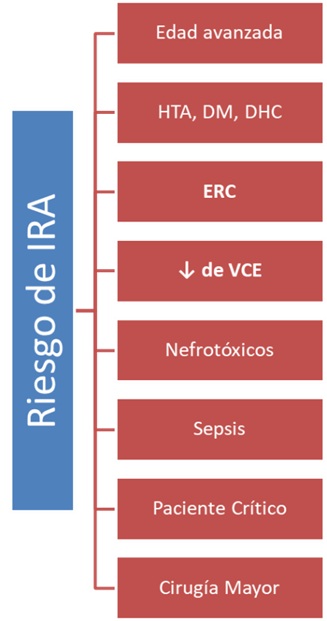 Riesgo de IRA
Edad avanzada
HTA, DM, DHC
ERC
↓ de VCE
Nefrotóxicos
Sepsis
Paciente Crítico
Cirugía Mayor